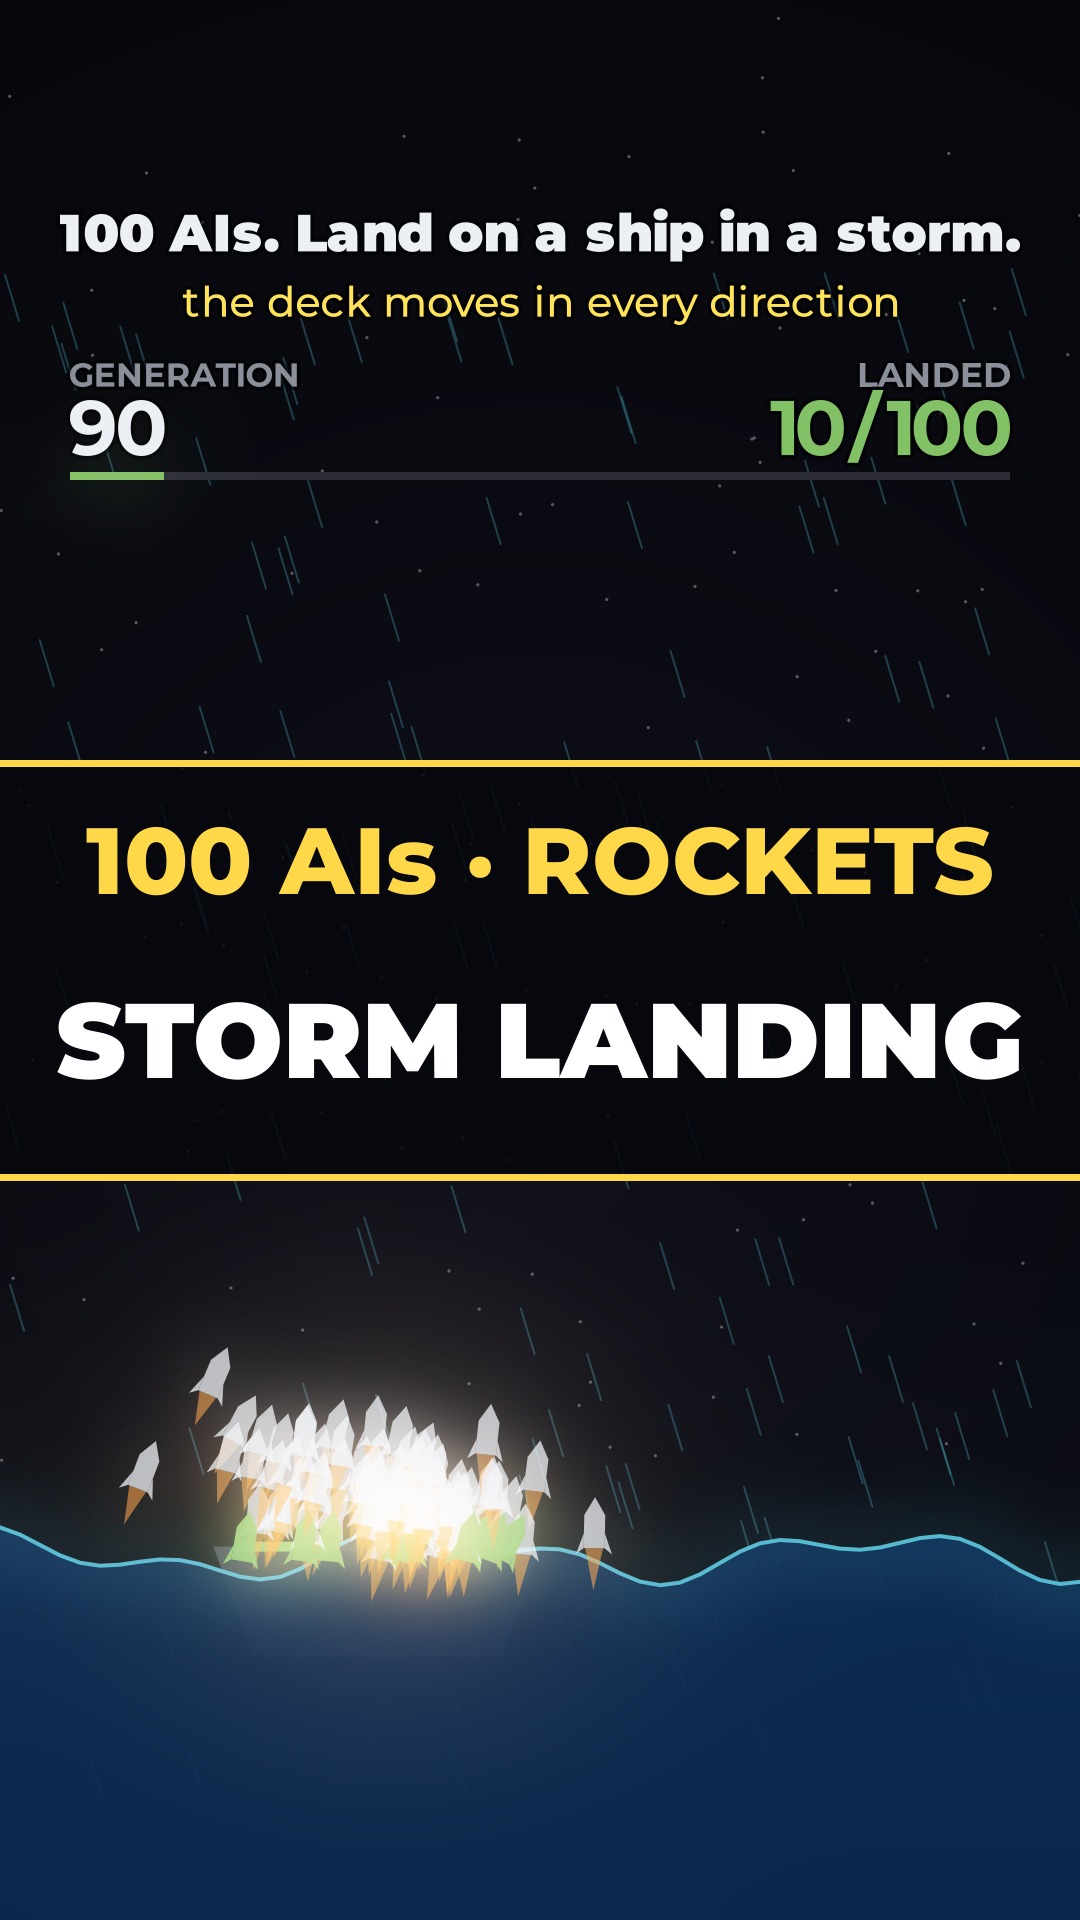 100 AIs. Land on a ship in a storm.
the deck moves in every direction
GENERATION
90
LANDED
10/100
100 AIs · ROCKETS
STORM LANDING